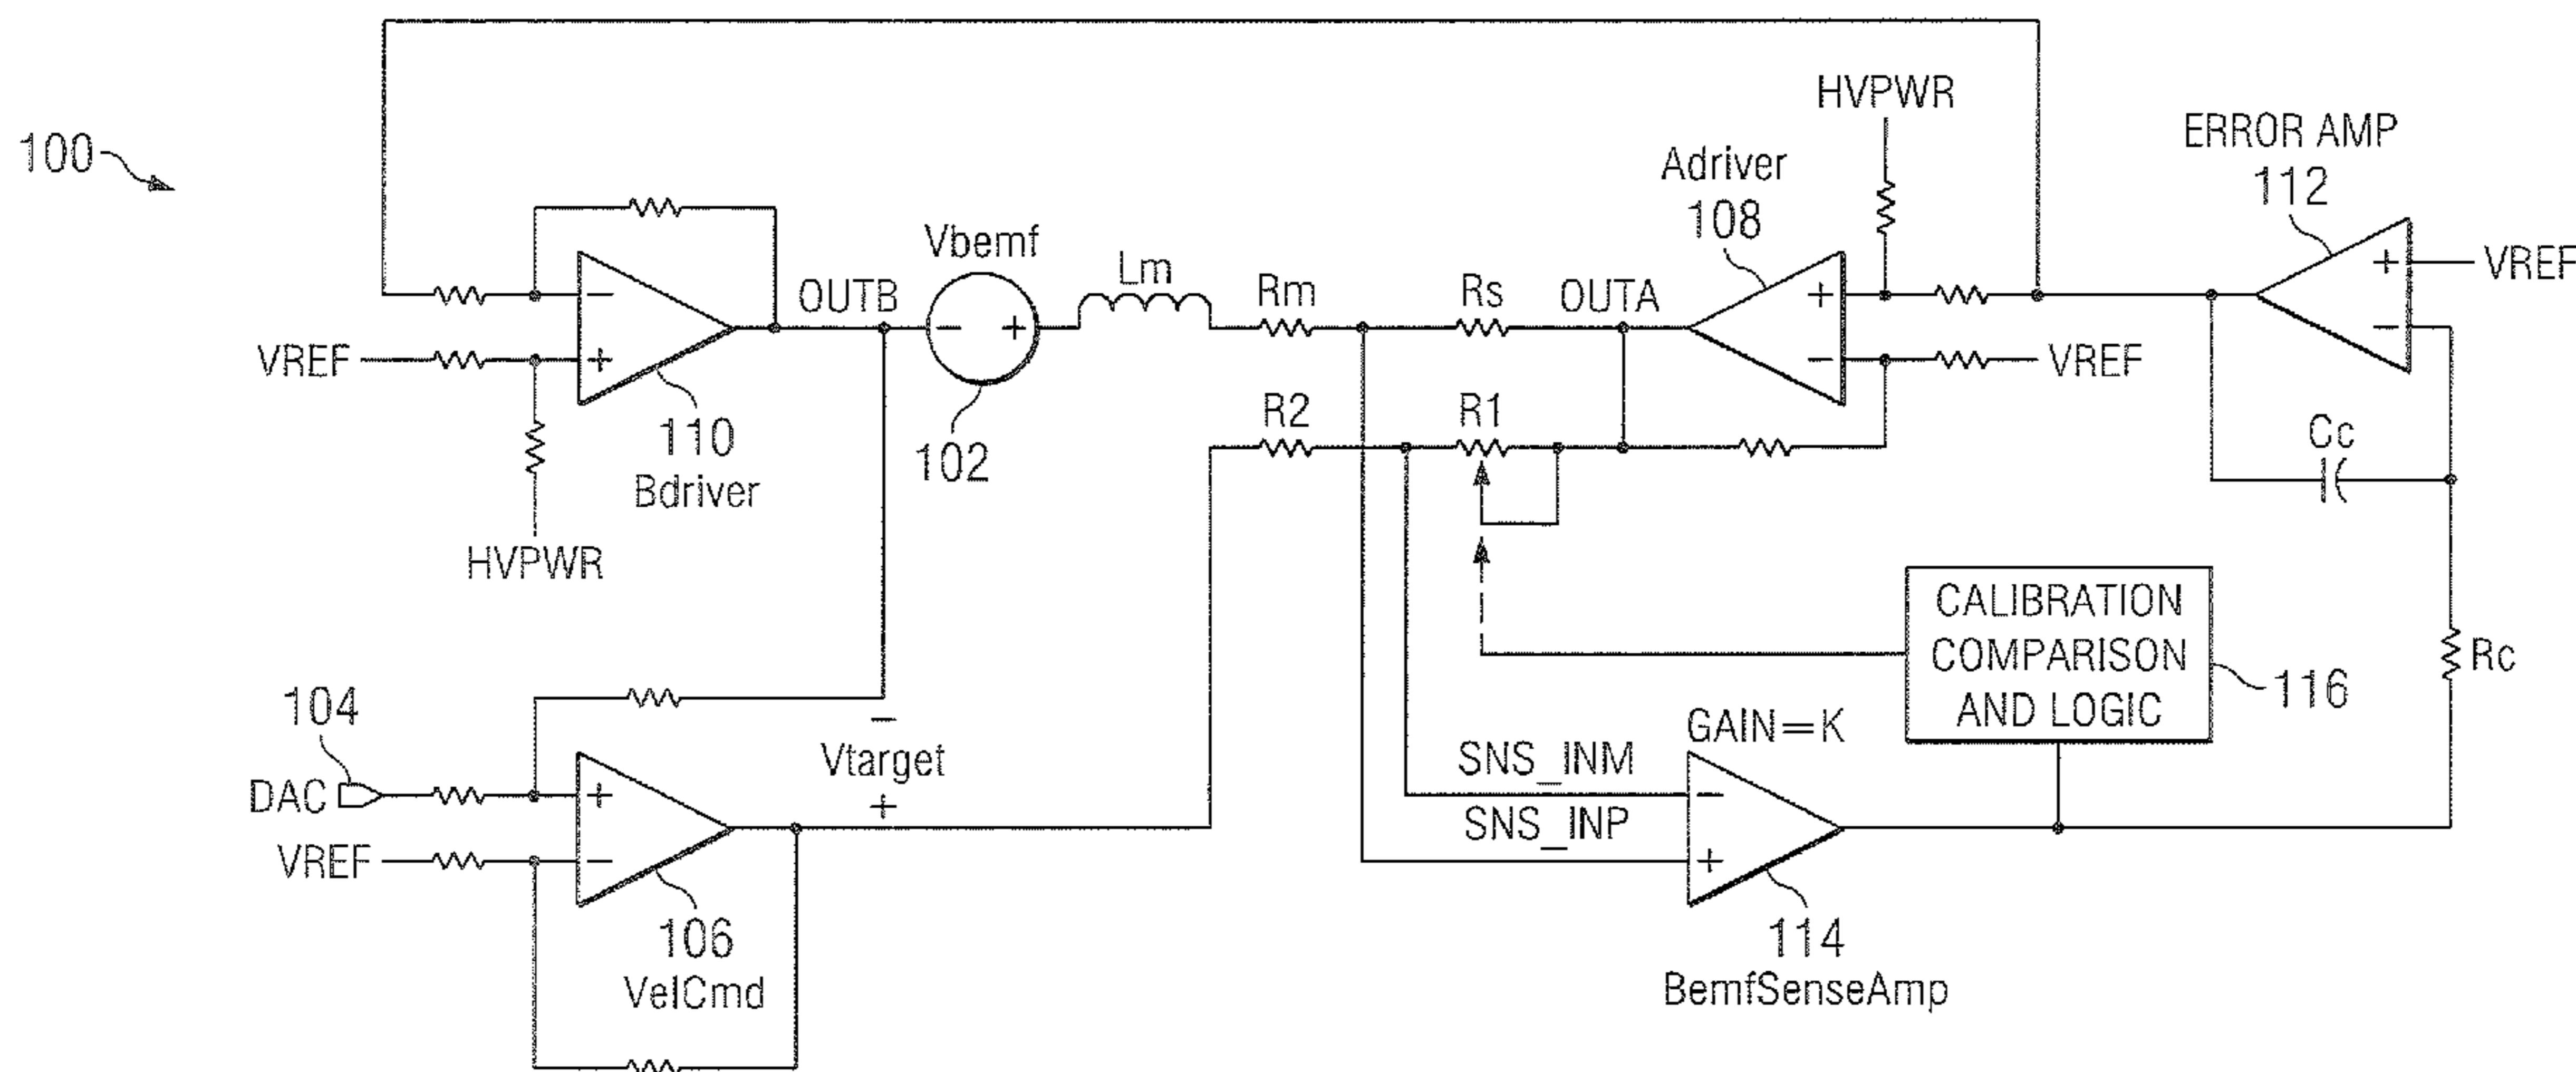 100
HVPWR
ERROR AMP
112
Adriver
108
+
−
VREF
Vbemf
Lm
Rm
Rs
OUTA
OUTB
−
+
+
−
VREF
−
+
VREF
110
Bdriver
HVPWR
−
+
102
R2
R1
Cc
Rc
CALIBRATION
COMPARISON
AND LOGIC
116
104
DAC
VREF
+
−
−
Vtarget
+
106
VelCmd
GAIN=K
SNS_INM
SNS_INP
−
+
114
BemfSenseAmp